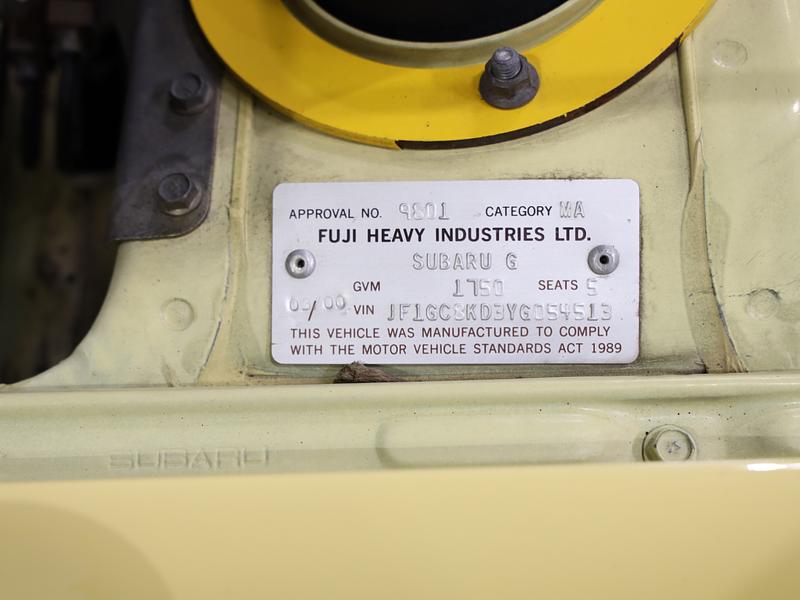 APPROVAL NO. 9801 CATEGORY MA
FUJI HEAVY INDUSTRIES LTD.
SUBARU G
GVM 1750 SEATS 5
03/00 VIN JF1GC8KD3YG054513
THIS VEHICLE WAS MANUFACTURED TO COMPLY
WITH THE MOTOR VEHICLE STANDARDS ACT 1989
SUBARU